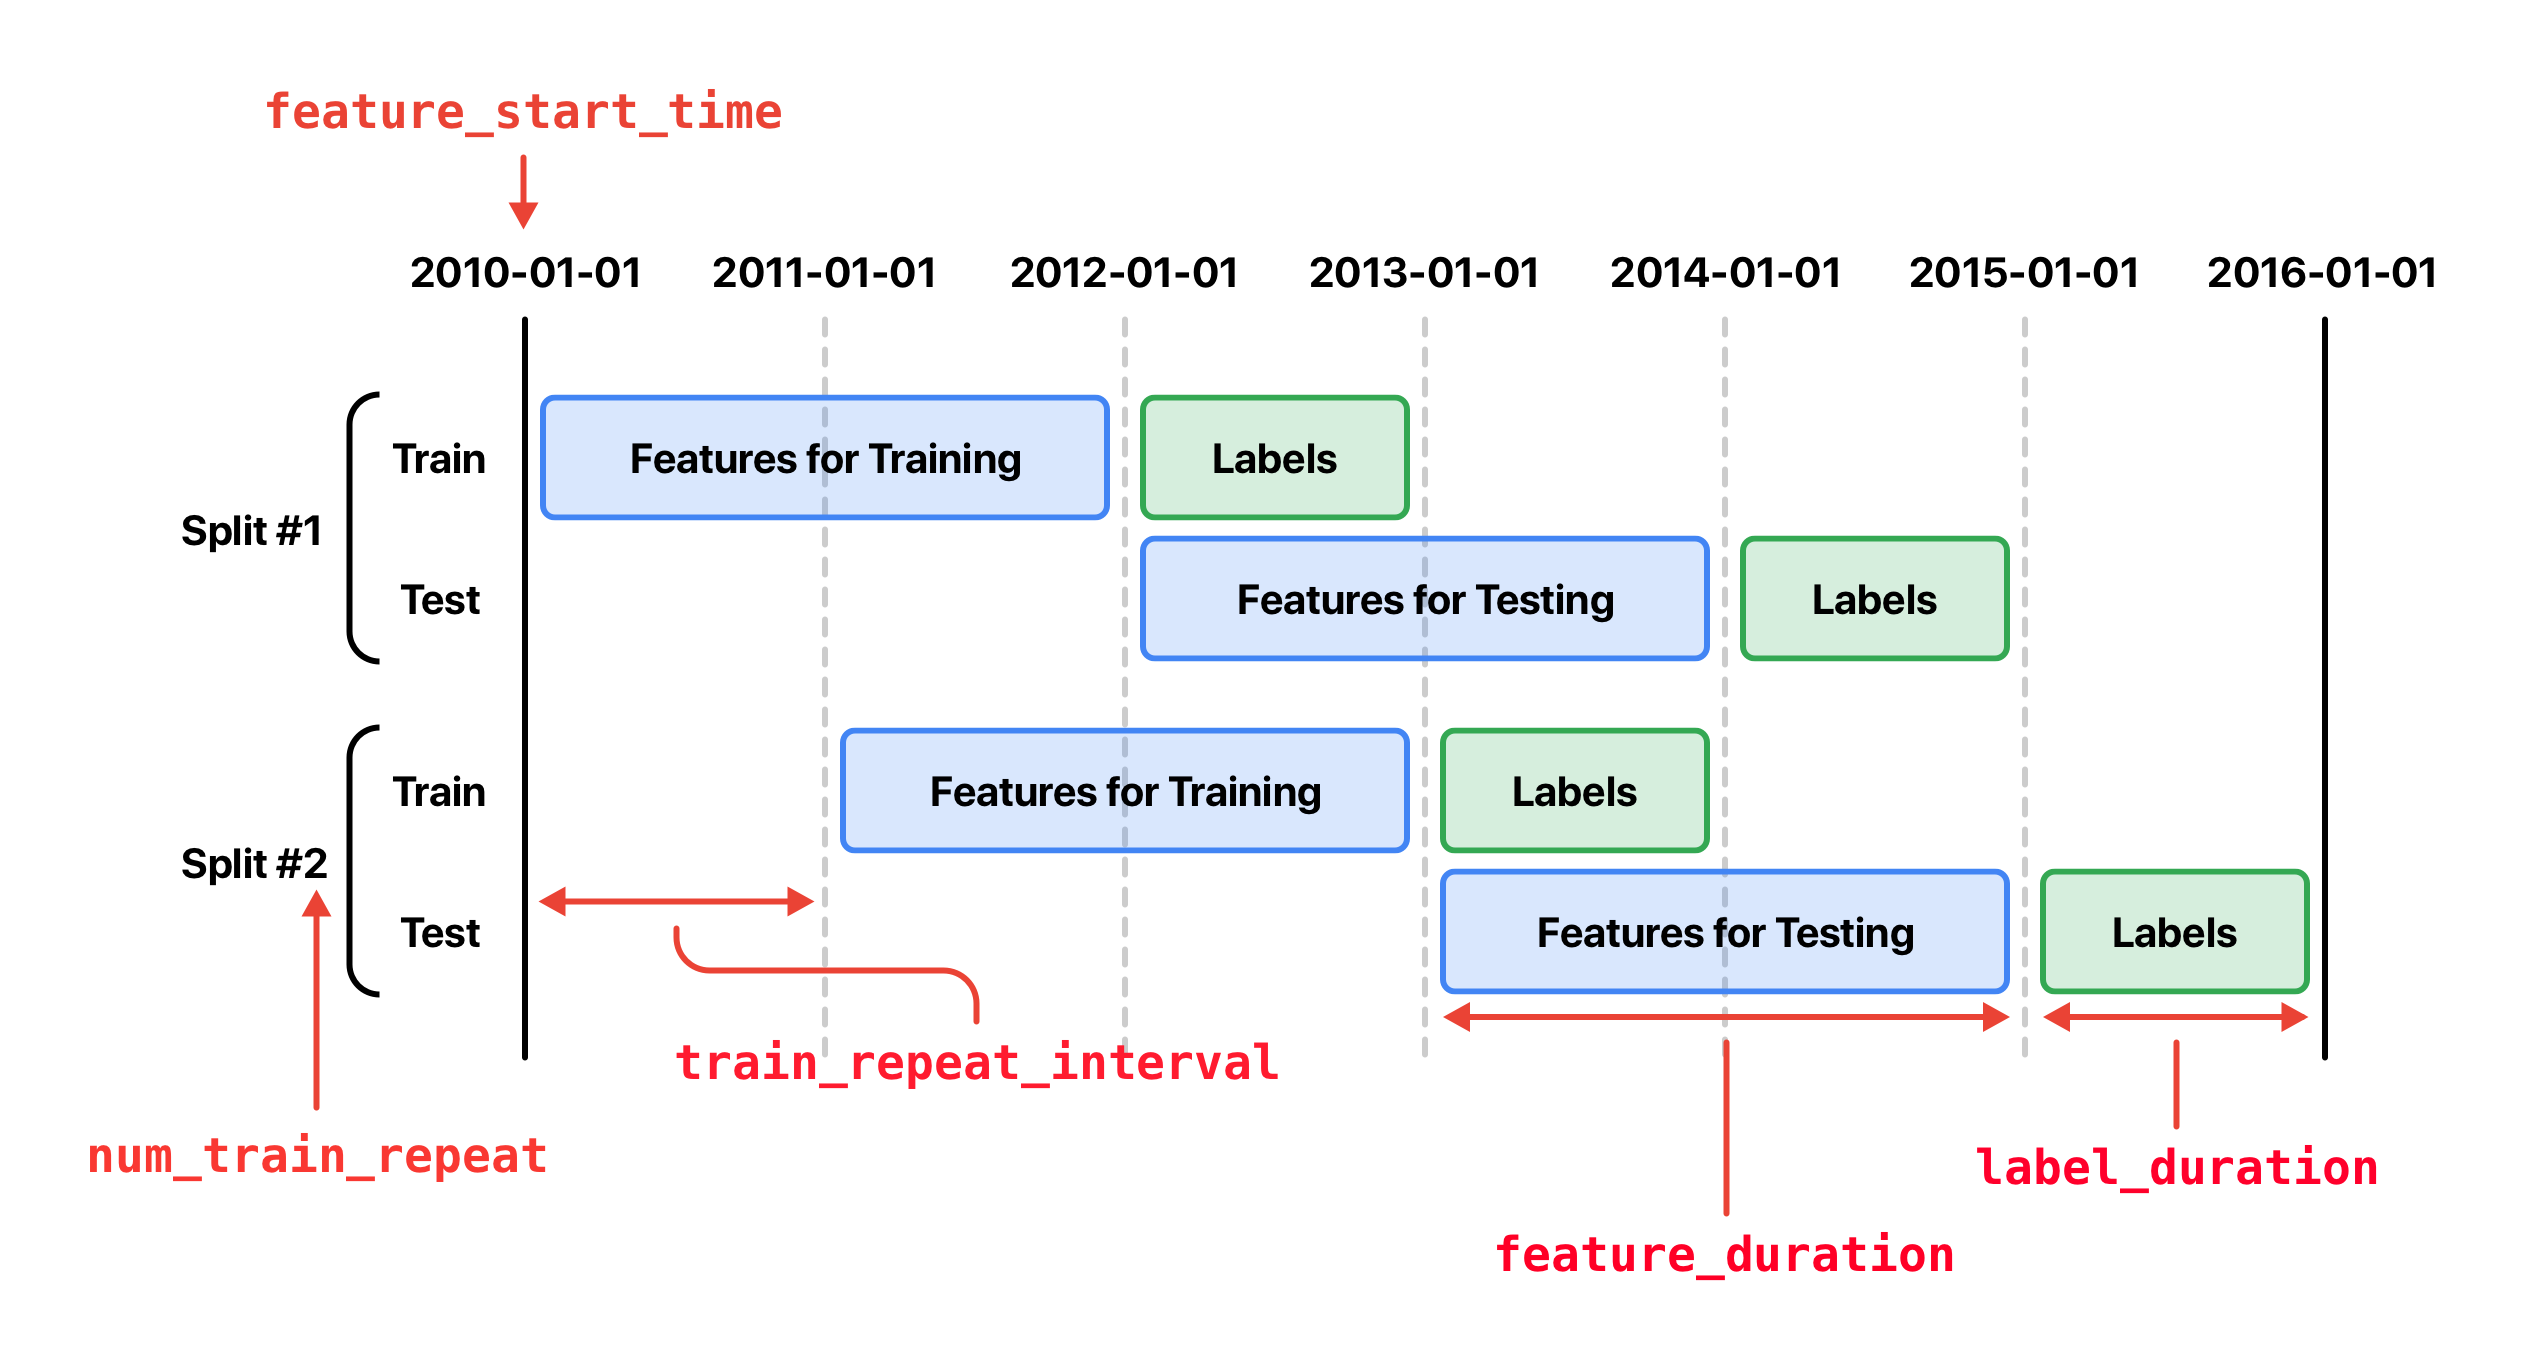 feature_start_time
2010-01-01 2011-01-01 2012-01-01 2013-01-01 2014-01-01 2015-01-01 2016-01-01
Train Features for Training Labels
Split #1
Test Features for Testing Labels
Train Features for Training Labels
Split #2
Test Features for Testing Labels
train_repeat_interval
num_train_repeat
label_duration
feature_duration